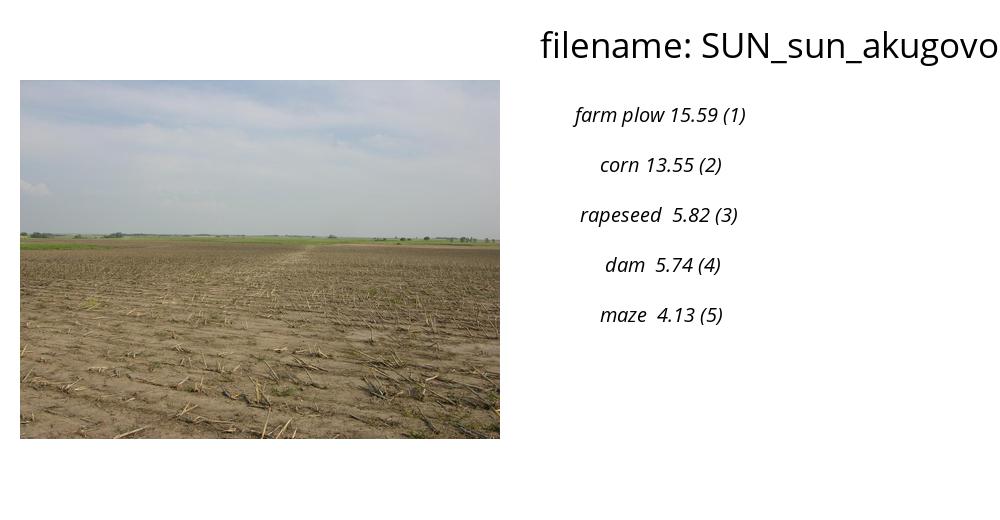 filename: SUN_sun_akugovo
farm plow 15.59 (1)
corn 13.55 (2)
rapeseed 5.82 (3)
dam 5.74 (4)
maze 4.13 (5)